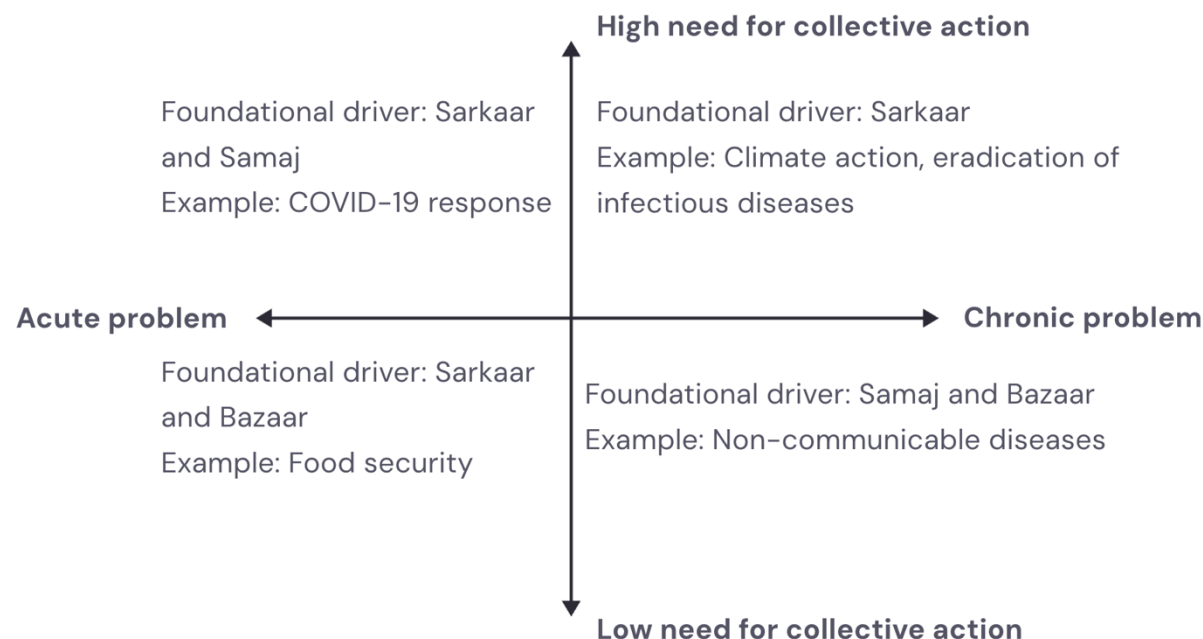 High need for collective action
Foundational driver: Sarkaar
and Samaj
Example: COVID-19 response
Foundational driver: Sarkaar
Example: Climate action, eradication of
infectious diseases
Acute problem
Chronic problem
Foundational driver: Sarkaar
and Bazaar
Example: Food security
Foundational driver: Samaj and Bazaar
Example: Non-communicable diseases
Low need for collective action